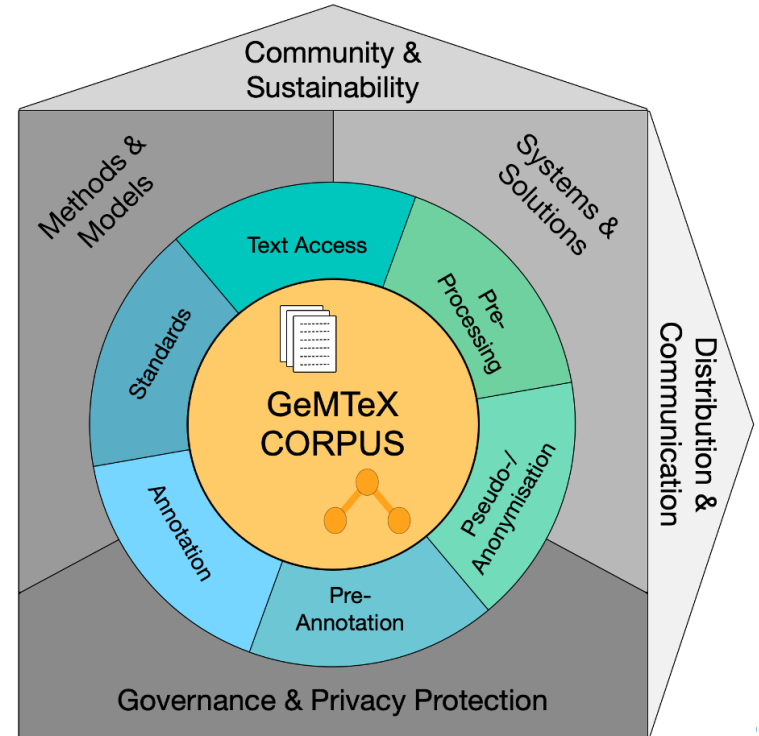 Community &
Sustainability
Methods &
Models
Systems &
Solutions
Text Access
Pre-
Processing
Standards
GeMTeX
CORPUS
Distribution &
Communication
Pseudo-/
Anonymisation
Annotation
Pre-
Annotation
Governance & Privacy Protection